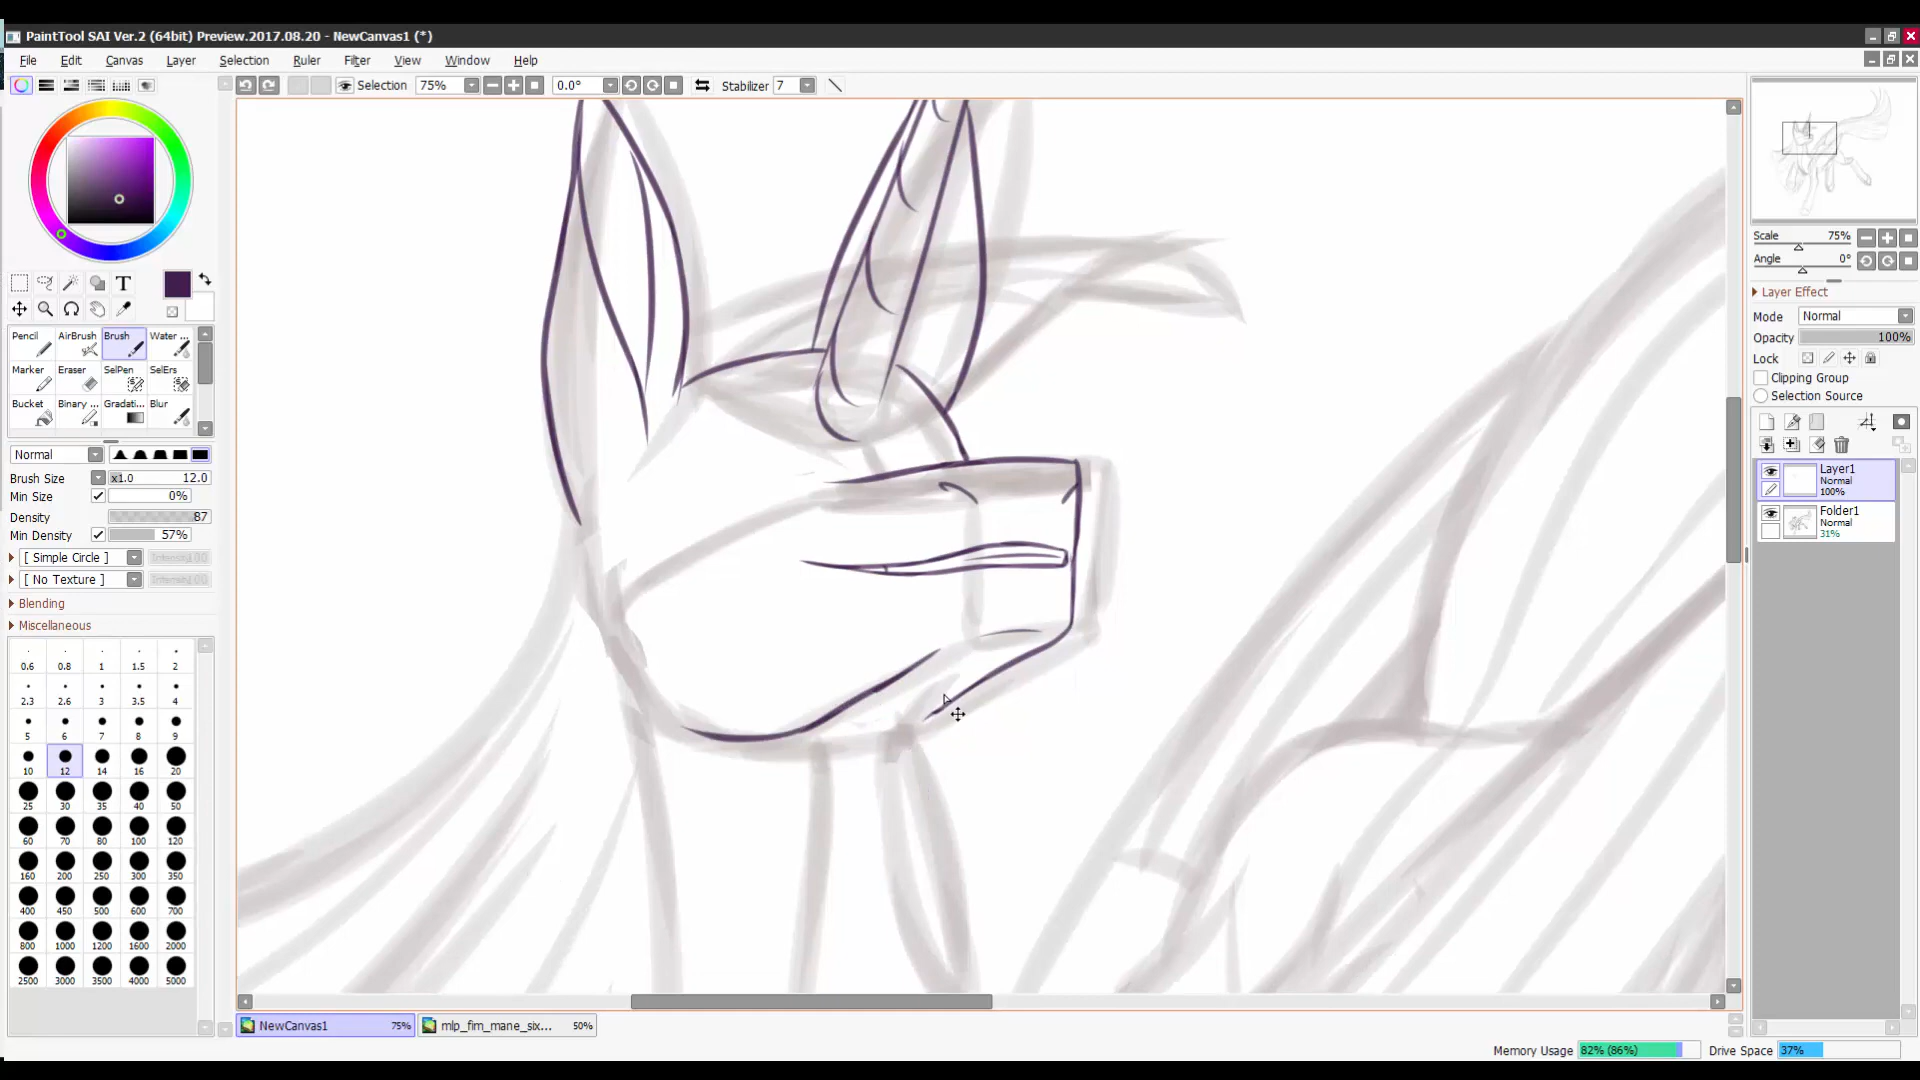 PaintTool SAI Ver.2 (64bit) Preview.2017.08.20 - NewCanvas1 (*)
File Edit Canvas Layer Selection Ruler Filter View Window Help
Selection 75% 0.0° Stabilizer 7
Scale 75%
Angle 0°
Layer Effect
Mode Normal
Opacity 100%
Lock
Clipping Group
Selection Source
Layer1
Normal
100%
Folder1
Normal
31%
T
Pencil AirBrush Brush Water ...
Marker Eraser SelPen SelErs
Bucket Binary ... Gradati... Blur
Normal
Brush Size x1.0 12.0
Min Size 0%
Density 87
Min Density 57%
[ Simple Circle ] Intensity 100
[ No Texture ] Intensity 100
Blending
Miscellaneous
0.6 0.8 1 1.5 2
2.3 2.6 3 3.5 4
5 6 7 8 9
10 12 14 16 20
25 30 35 40 50
60 70 80 100 120
160 200 250 300 350
400 450 500 600 700
800 1000 1200 1600 2000
2500 3000 3500 4000 5000
NewCanvas1 75% mlp_fim_mane_six... 50%
Memory Usage 82% (86%) Drive Space 37%